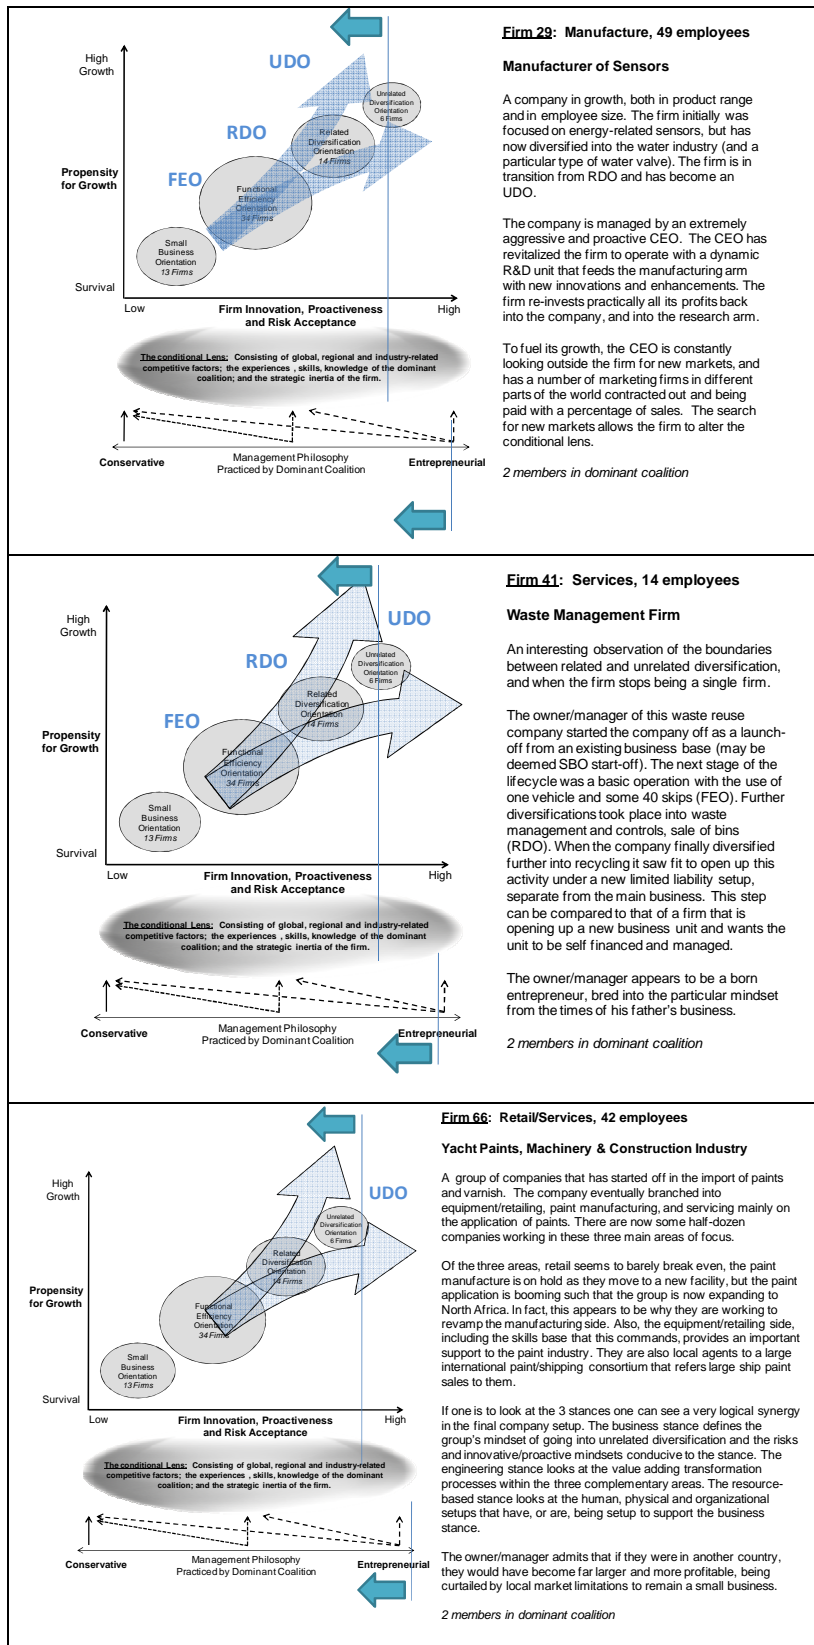 UDO
RDO
FEO
High
Growth
Propensity
for Growth
Survival
Unrelated
Diversification
Orientation
6 Firms
Related
Diversification
Orientation
14 Firms
Functional
Efficiency
Orientation
34 Firms
Small
Business
Orientation
13 Firms
Low
Firm Innovation, Proactiveness
and Risk Acceptance
High
The conditional Lens: Consisting of global, regional and industry-related
competitive factors; the experiences , skills, knowledge of the dominant
coalition; and the strategic inertia of the firm.
Conservative
Management Philosophy
Practiced by Dominant Coalition
Entrepreneurial
Firm 29: Manufacture, 49 employees
Manufacturer of Sensors
A company in growth, both in product range
and in employee size. The firm initially was
focused on energy-related sensors, but has
now diversified into the water industry (and a
particular type of water valve). The firm is in
transition from RDO and has become an
UDO.
The company is managed by an extremely
aggressive and proactive CEO. The CEO has
revitalized the firm to operate with a dynamic
R&D unit that feeds the manufacturing arm
with new innovations and enhancements. The
firm re-invests practically all its profits back
into the company, and into the research arm.
To fuel its growth, the CEO is constantly
looking outside the firm for new markets, and
has a number of marketing firms in different
parts of the world contracted out and being
paid with a percentage of sales. The search
for new markets allows the firm to alter the
conditional lens.
2 members in dominant coalition
UDO
RDO
FEO
High
Growth
Propensity
for Growth
Survival
Unrelated
Diversification
Orientation
6 Firms
Related
Diversification
Orientation
14 Firms
Functional
Efficiency
Orientation
34 Firms
Small
Business
Orientation
13 Firms
Low
Firm Innovation, Proactiveness
and Risk Acceptance
High
The conditional Lens: Consisting of global, regional and industry-related
competitive factors; the experiences , skills, knowledge of the dominant
coalition; and the strategic inertia of the firm.
Conservative
Management Philosophy
Practiced by Dominant Coalition
Entrepreneurial
Firm 41: Services, 14 employees
Waste Management Firm
An interesting observation of the boundaries
between related and unrelated diversification,
and when the firm stops being a single firm.
The owner/manager of this waste reuse
company started the company off as a launch-
off from an existing business base (may be
deemed SBO start-off). The next stage of the
lifecycle was a basic operation with the use of
one vehicle and some 40 skips (FEO). Further
diversifications took place into waste
management and controls, sale of bins
(RDO). When the company finally diversified
further into recycling it saw fit to open up this
activity under a new limited liability setup,
separate from the main business. This step
can be compared to that of a firm that is
opening up a new business unit and wants the
unit to be self financed and managed.
The owner/manager appears to be a born
entrepreneur, bred into the particular mindset
from the times of his father's business.
2 members in dominant coalition
UDO
High
Growth
Propensity
for Growth
Survival
Unrelated
Diversification
Orientation
6 Firms
Related
Diversification
Orientation
14 Firms
Functional
Efficiency
Orientation
34 Firms
Small
Business
Orientation
13 Firms
Low
Firm Innovation, Proactiveness
and Risk Acceptance
High
The conditional Lens: Consisting of global, regional and industry-related
competitive factors; the experiences , skills, knowledge of the dominant
coalition; and the strategic inertia of the firm.
Conservative
Management Philosophy
Practiced by Dominant Coalition
Entrepreneurial
Firm 66: Retail/Services, 42 employees
Yacht Paints, Machinery & Construction Industry
A group of companies that has started off in the import of paints
and varnish. The company eventually branched into
equipment/retailing, paint manufacturing, and servicing mainly on
the application of paints. There are now some half-dozen
companies working in these three main areas of focus.
Of the three areas, retail seems to barely break even, the paint
manufacture is on hold as they move to a new facility, but the paint
application is booming such that the group is now expanding to
North Africa. In fact, this appears to be why they are working to
revamp the manufacturing side. Also, the equipment/retailing side,
including the skills base that this commands, provides an important
support to the paint industry. They are also local agents to a large
international paint/shipping consortium that refers large ship paint
sales to them.
If one is to look at the 3 stances one can see a very logical synergy
in the final company setup. The business stance defines the
group's mindset of going into unrelated diversification and the risks
and innovative/proactive mindsets conducive to the stance. The
engineering stance looks at the value adding transformation
processes within the three complementary areas. The resource-
based stance looks at the human, physical and organizational
setups that have, or are, being setup to support the business
stance.
The owner/manager admits that if they were in another country,
they would have become far larger and more profitable, being
curtailed by local market limitations to remain a small business.
2 members in dominant coalition